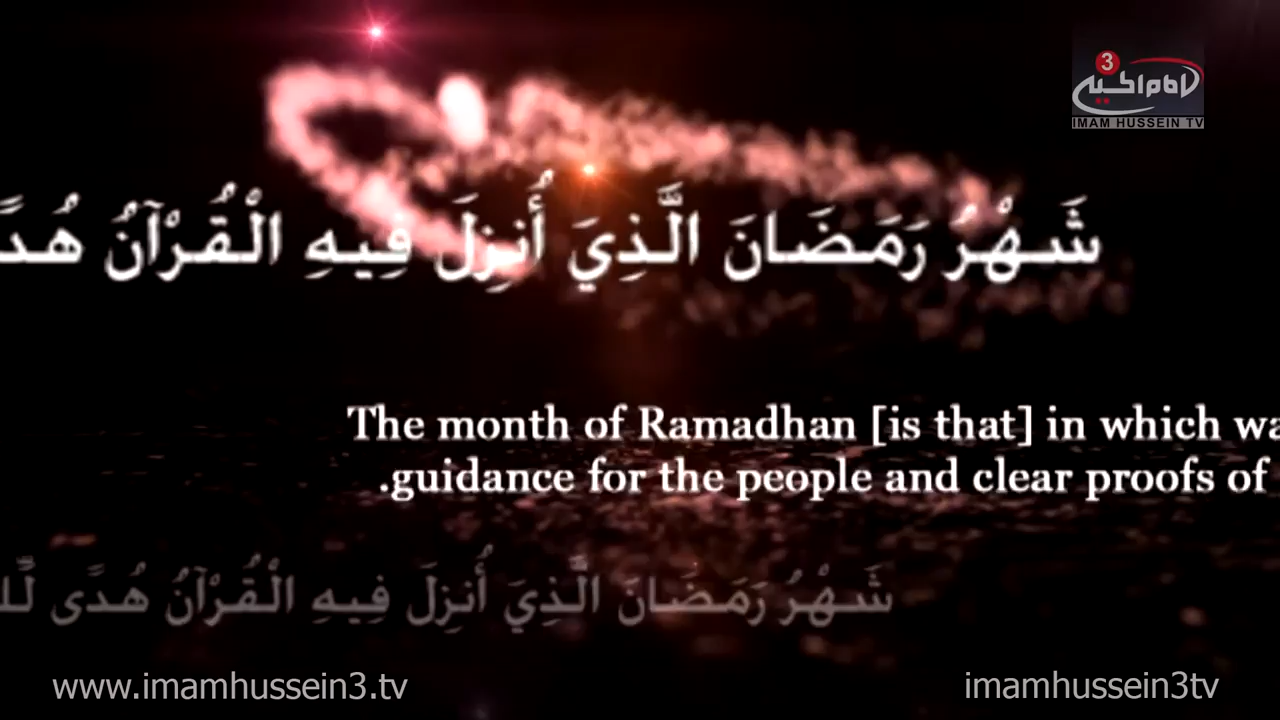 3
IMAM HUSSEIN TV
شَهْرُ رَمَضَانَ الَّذِيَ أُنزِلَ فِيهِ الْقُرْآنُ هُدًى
The month of Ramadhan [is that] in which
.guidance for the people and clear proofs of
شَهْرُ رَمَضَانَ الَّذِيَ أُنزِلَ فِيهِ الْقُرْآنُ هُدًى
www.imamhussein3.tv
imamhussein3tv